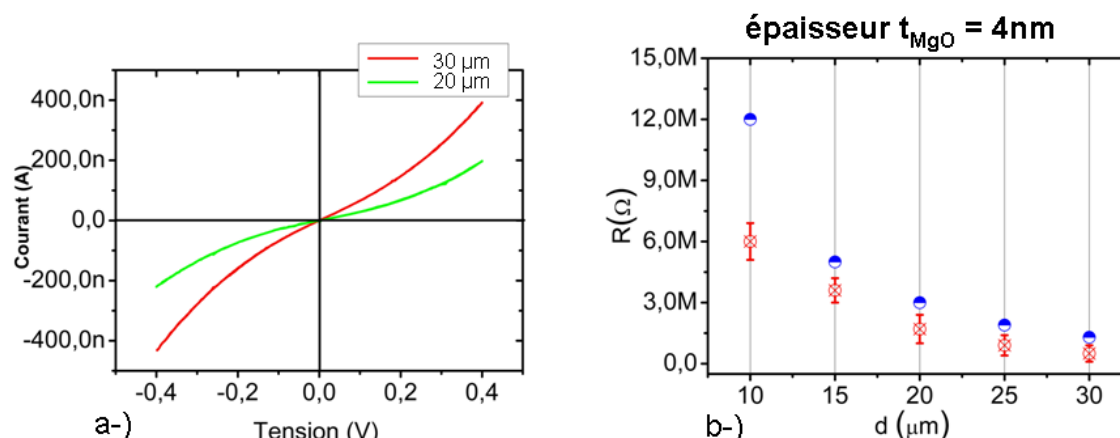 30 µm
20 µm
400,0n
200,0n
0,0
-200,0n
-400,0n
Courant (A)
-0,4
-0,2
0,0
0,2
0,4
Tension (V)
a-)
épaisseur tMgO = 4nm
15,0M
12,0M
9,0M
6,0M
3,0M
0,0
R(Ω)
10
15
20
25
30
d (µm)
b-)